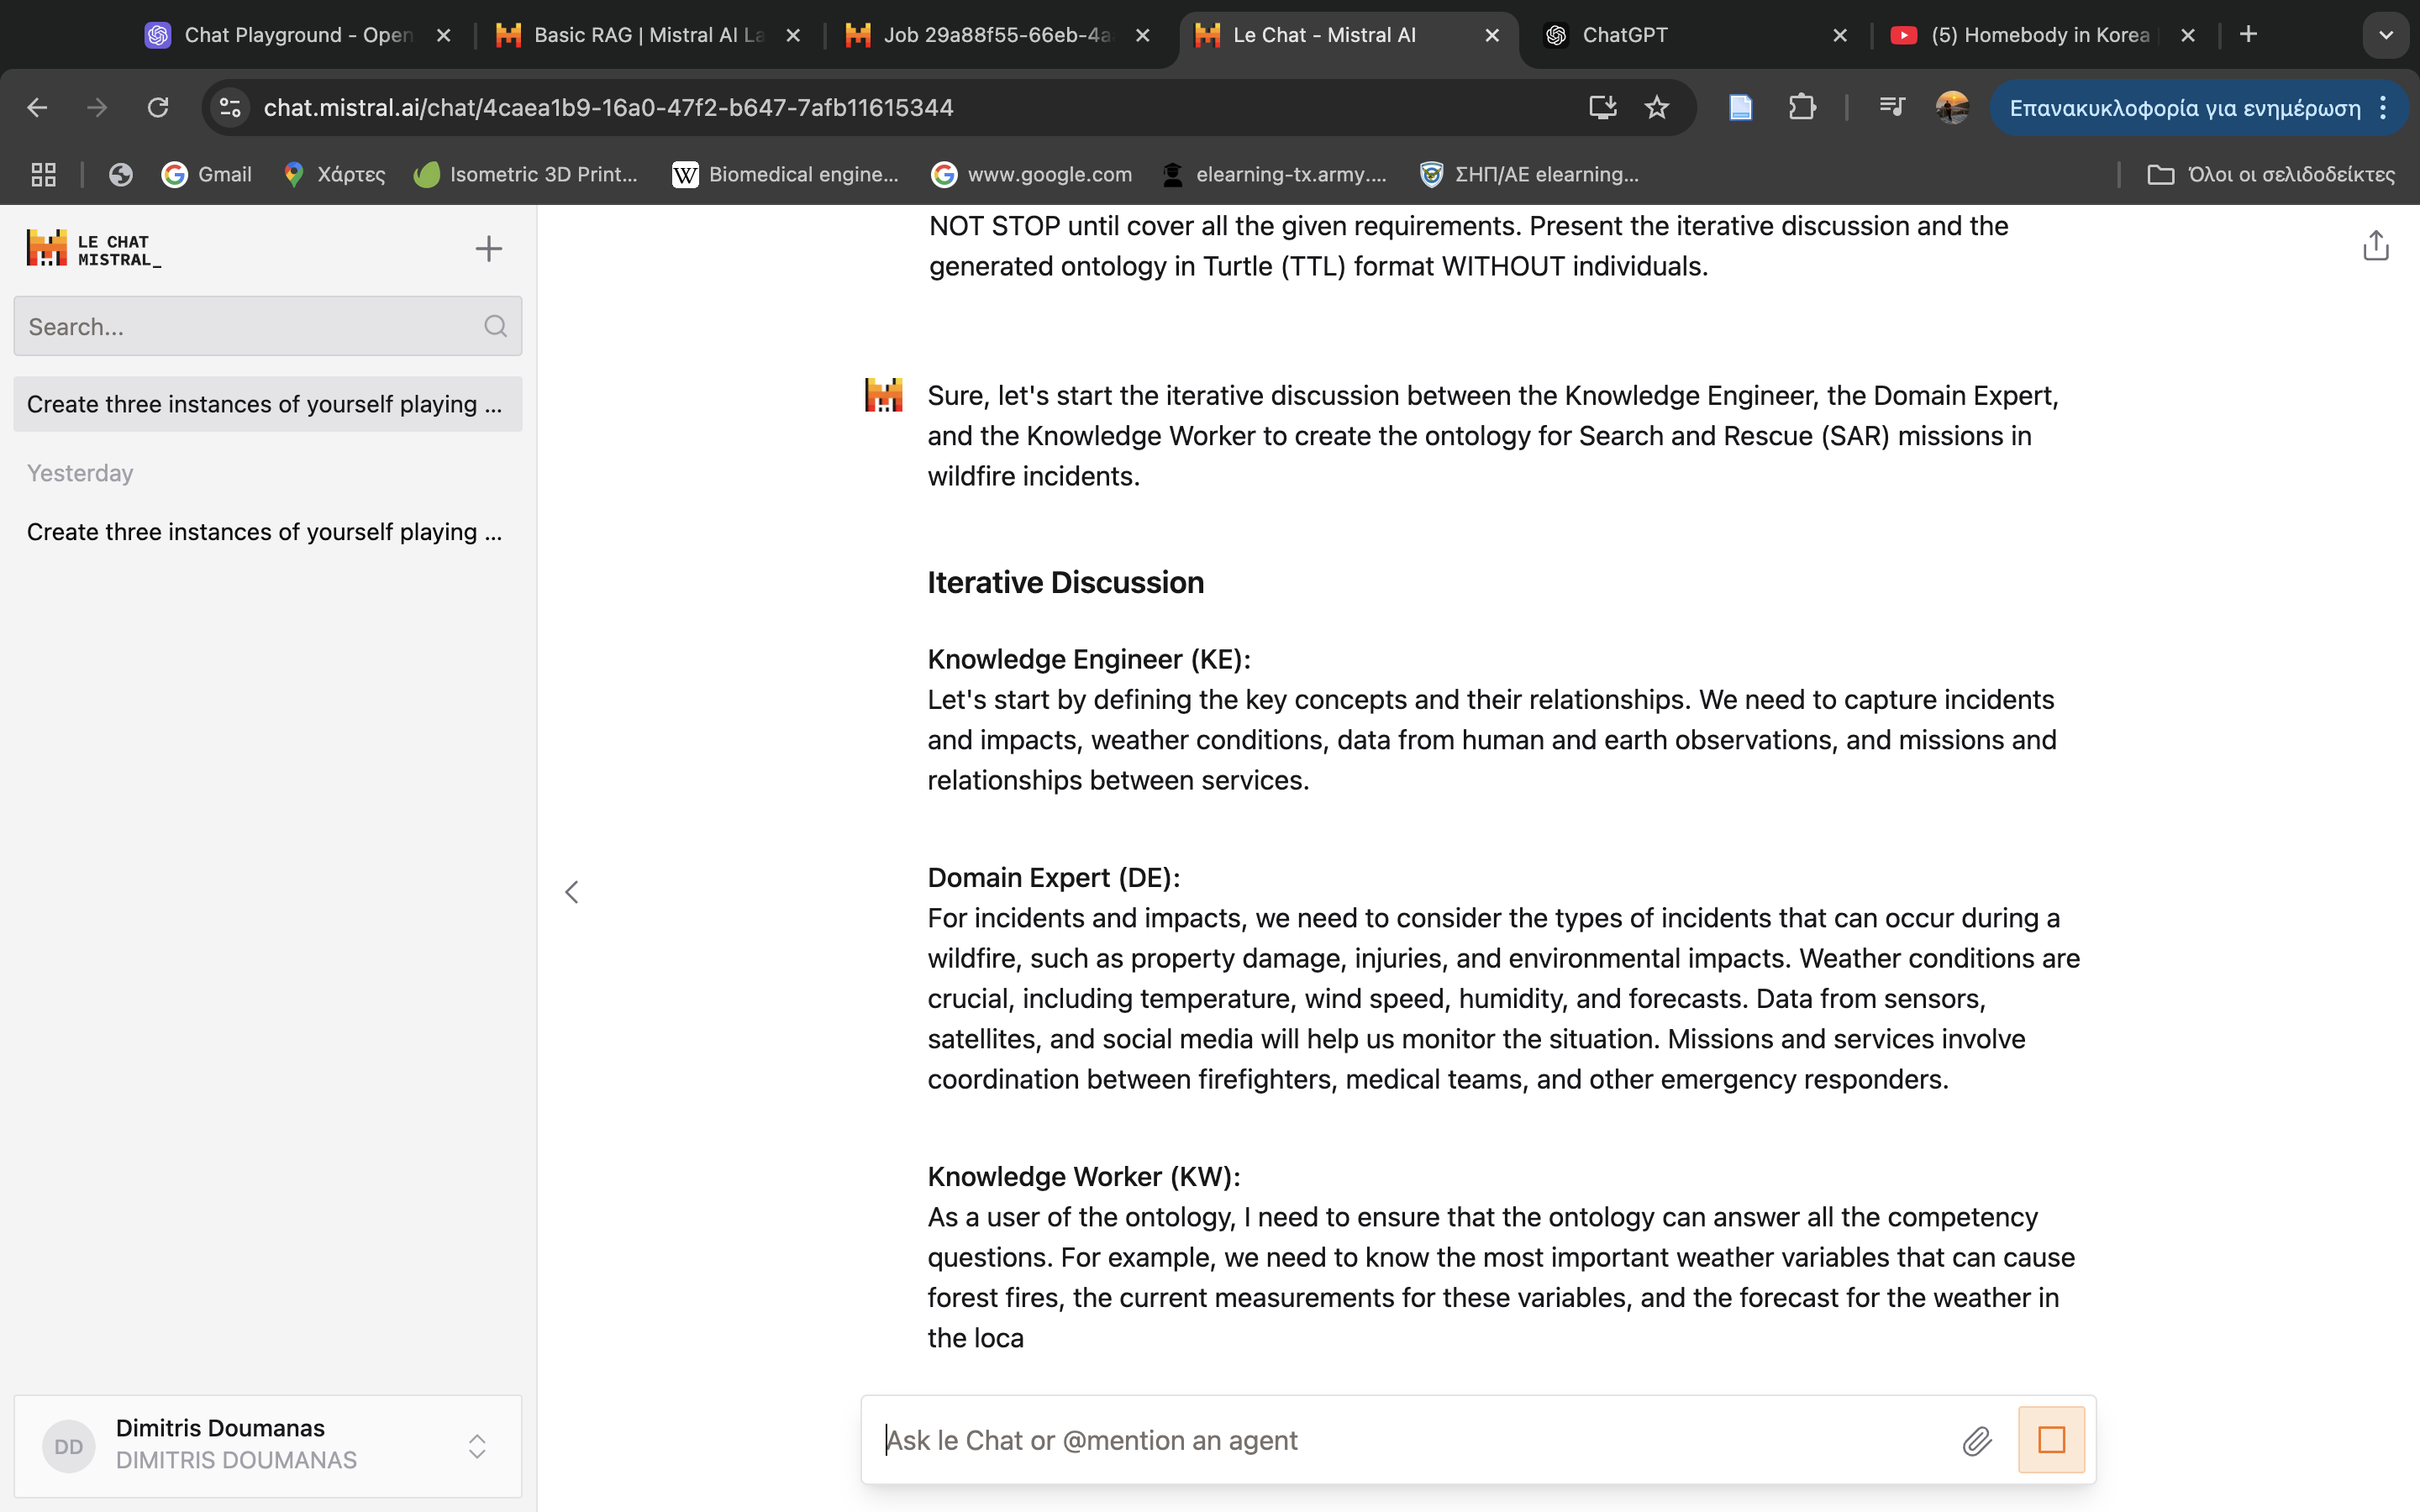 Chat Playground - Open
Basic RAG | Mistral AI La
Job 29a88f55-66eb-4a
Le Chat - Mistral AI
ChatGPT
(5) Homebody in Korea
chat.mistral.ai/chat/4caea1b9-16a0-47f2-b647-7afb11615344
Επανακυκλοφορία για ενημέρωση
Gmail
Χάρτες
Isometric 3D Print...
W Biomedical engine...
www.google.com
elearning-tx.army....
ΣΗΠ/ΑΕ elearning...
Όλοι οι σελιδοδείκτες
LE CHAT
MISTRAL_
Search...
Create three instances of yourself playing ...
Yesterday
Create three instances of yourself playing ...
NOT STOP until cover all the given requirements. Present the iterative discussion and the
generated ontology in Turtle (TTL) format WITHOUT individuals.
Sure, let's start the iterative discussion between the Knowledge Engineer, the Domain Expert,
and the Knowledge Worker to create the ontology for Search and Rescue (SAR) missions in
wildfire incidents.
Iterative Discussion
Knowledge Engineer (KE):
Let's start by defining the key concepts and their relationships. We need to capture incidents
and impacts, weather conditions, data from human and earth observations, and missions and
relationships between services.
Domain Expert (DE):
For incidents and impacts, we need to consider the types of incidents that can occur during a
wildfire, such as property damage, injuries, and environmental impacts. Weather conditions are
crucial, including temperature, wind speed, humidity, and forecasts. Data from sensors,
satellites, and social media will help us monitor the situation. Missions and services involve
coordination between firefighters, medical teams, and other emergency responders.
Knowledge Worker (KW):
As a user of the ontology, I need to ensure that the ontology can answer all the competency
questions. For example, we need to know the most important weather variables that can cause
forest fires, the current measurements for these variables, and the forecast for the weather in
the loca
DD
Dimitris Doumanas
DIMITRIS DOUMANAS
Ask le Chat or @mention an agent